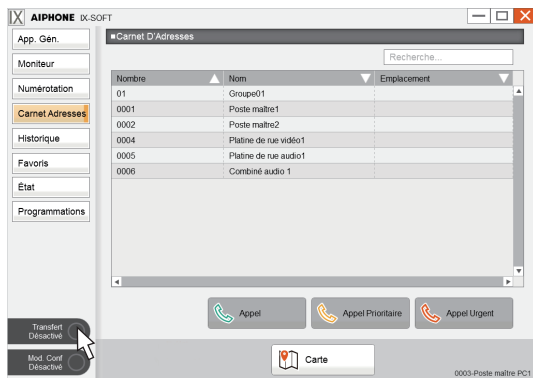 IX AIPHONE IX-SOFT
App. Gén.
Moniteur
Numérotation
Carnet Adresses
Historique
Favoris
État
Programmations
Transfert
Désactivé
Mod. Conf
Désactivé
■Carnet D'Adresses
Recherche...
Nombre Nom Emplacement
01 Groupe01
0001 Poste maître1
0002 Poste maître2
0004 Platine de rue vidéo1
0005 Platine de rue audio1
0006 Combiné audio 1
Appel Appel Prioritaire Appel Urgent
Carte
0003-Poste maître PC1